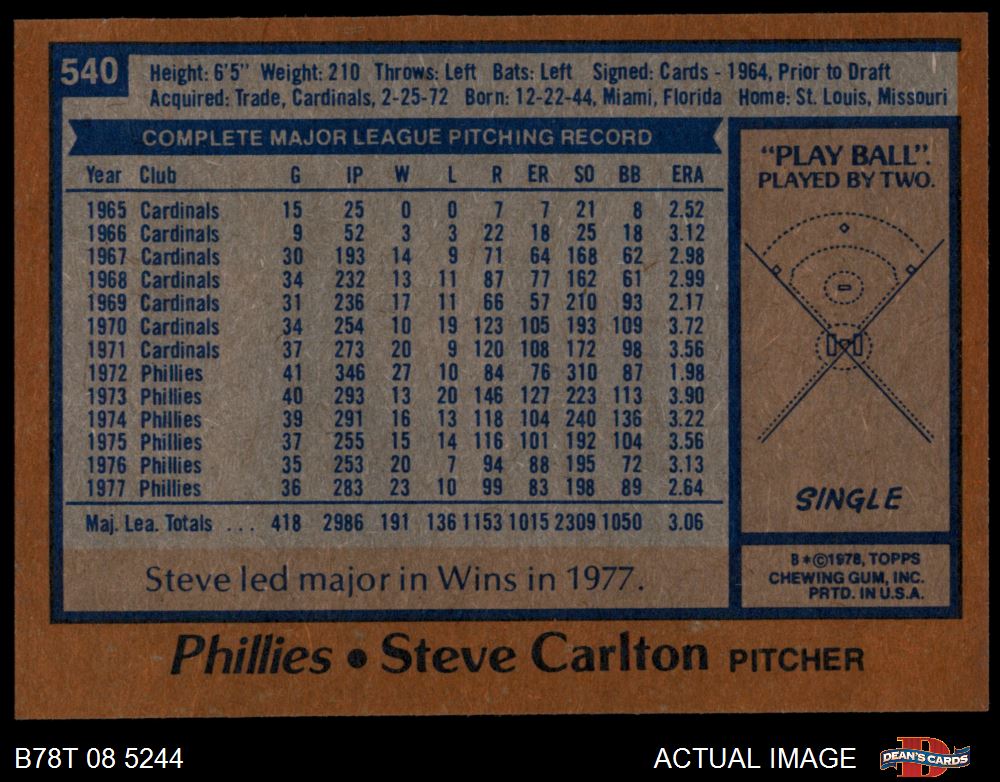 540
Height: 6'5" Weight: 210 Throws: Left Bats: Left Signed: Cards - 1964, Prior to Draft
Acquired: Trade, Cardinals, 2-25-72 Born: 12-22-44, Miami, Florida Home: St. Louis, Missouri
COMPLETE MAJOR LEAGUE PITCHING RECORD
Year Club G IP W L R ER SO BB ERA
1965 Cardinals 15 25 0 0 7 7 21 8 2.52
1966 Cardinals 9 52 3 3 22 18 25 18 3.12
1967 Cardinals 30 193 14 9 71 64 168 62 2.98
1968 Cardinals 34 232 13 11 87 77 162 61 2.99
1969 Cardinals 31 236 17 11 66 57 210 93 2.17
1970 Cardinals 34 254 10 19 123 105 193 109 3.72
1971 Cardinals 37 273 20 9 120 108 172 98 3.56
1972 Phillies 41 346 27 10 84 76 310 87 1.98
1973 Phillies 40 293 13 20 146 127 223 113 3.90
1974 Phillies 39 291 16 13 118 104 240 136 3.22
1975 Phillies 37 255 15 14 116 101 192 104 3.56
1976 Phillies 35 253 20 7 94 88 195 72 3.13
1977 Phillies 36 283 23 10 99 83 198 89 2.64
Maj. Lea. Totals ... 418 2986 191 136 1153 1015 2309 1050 3.06
Steve led major in Wins in 1977.
"PLAY BALL".
PLAYED BY TWO.
SINGLE
B*©1978, TOPPS
CHEWING GUM, INC.
PRTD. IN U.S.A.
Phillies • Steve Carlton PITCHER
B78T 08 5244
ACTUAL IMAGE
D
DEAN'S CARDS